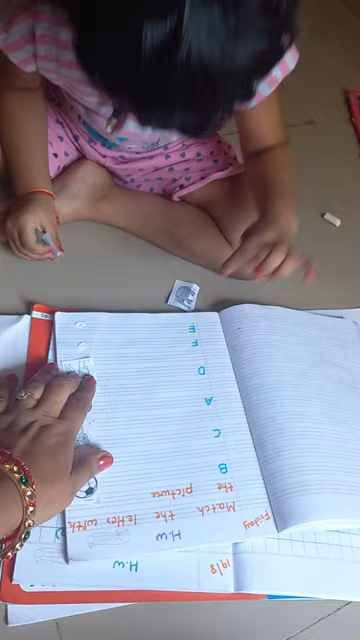 19/8 H.W
Friday H.W
Match the letter with
the picture
B
C
A
D
F
E